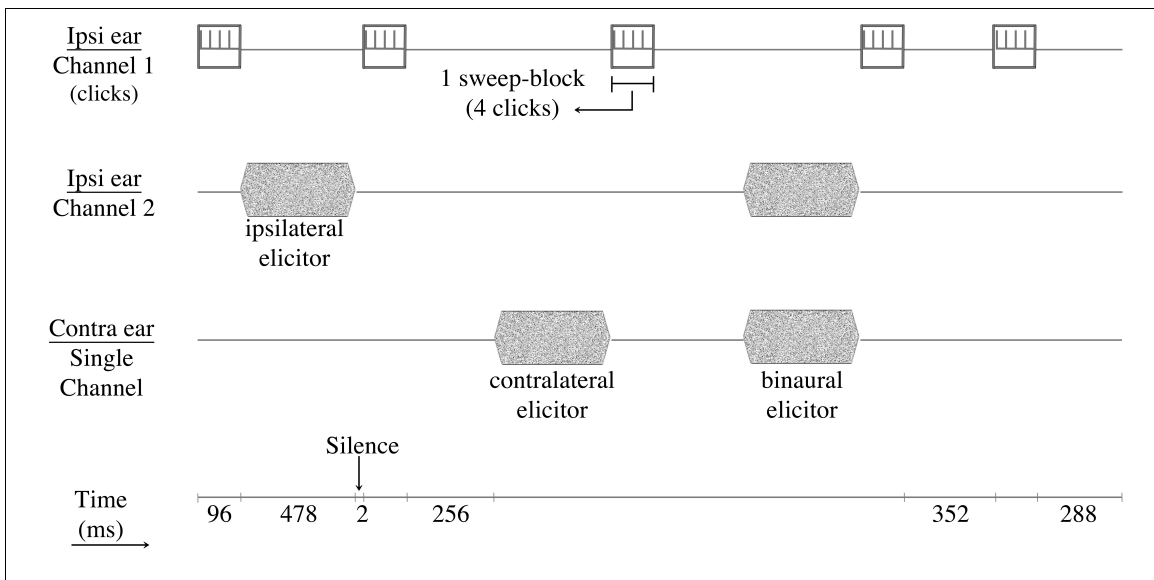 Ipsi ear
Channel 1
(clicks)
1 sweep-block
(4 clicks)
Ipsi ear
Channel 2
ipsilateral
elicitor
Contra ear
Single
Channel
contralateral
elicitor
binaural
elicitor
Silence
Time
(ms)
96 478 2 256 352 288